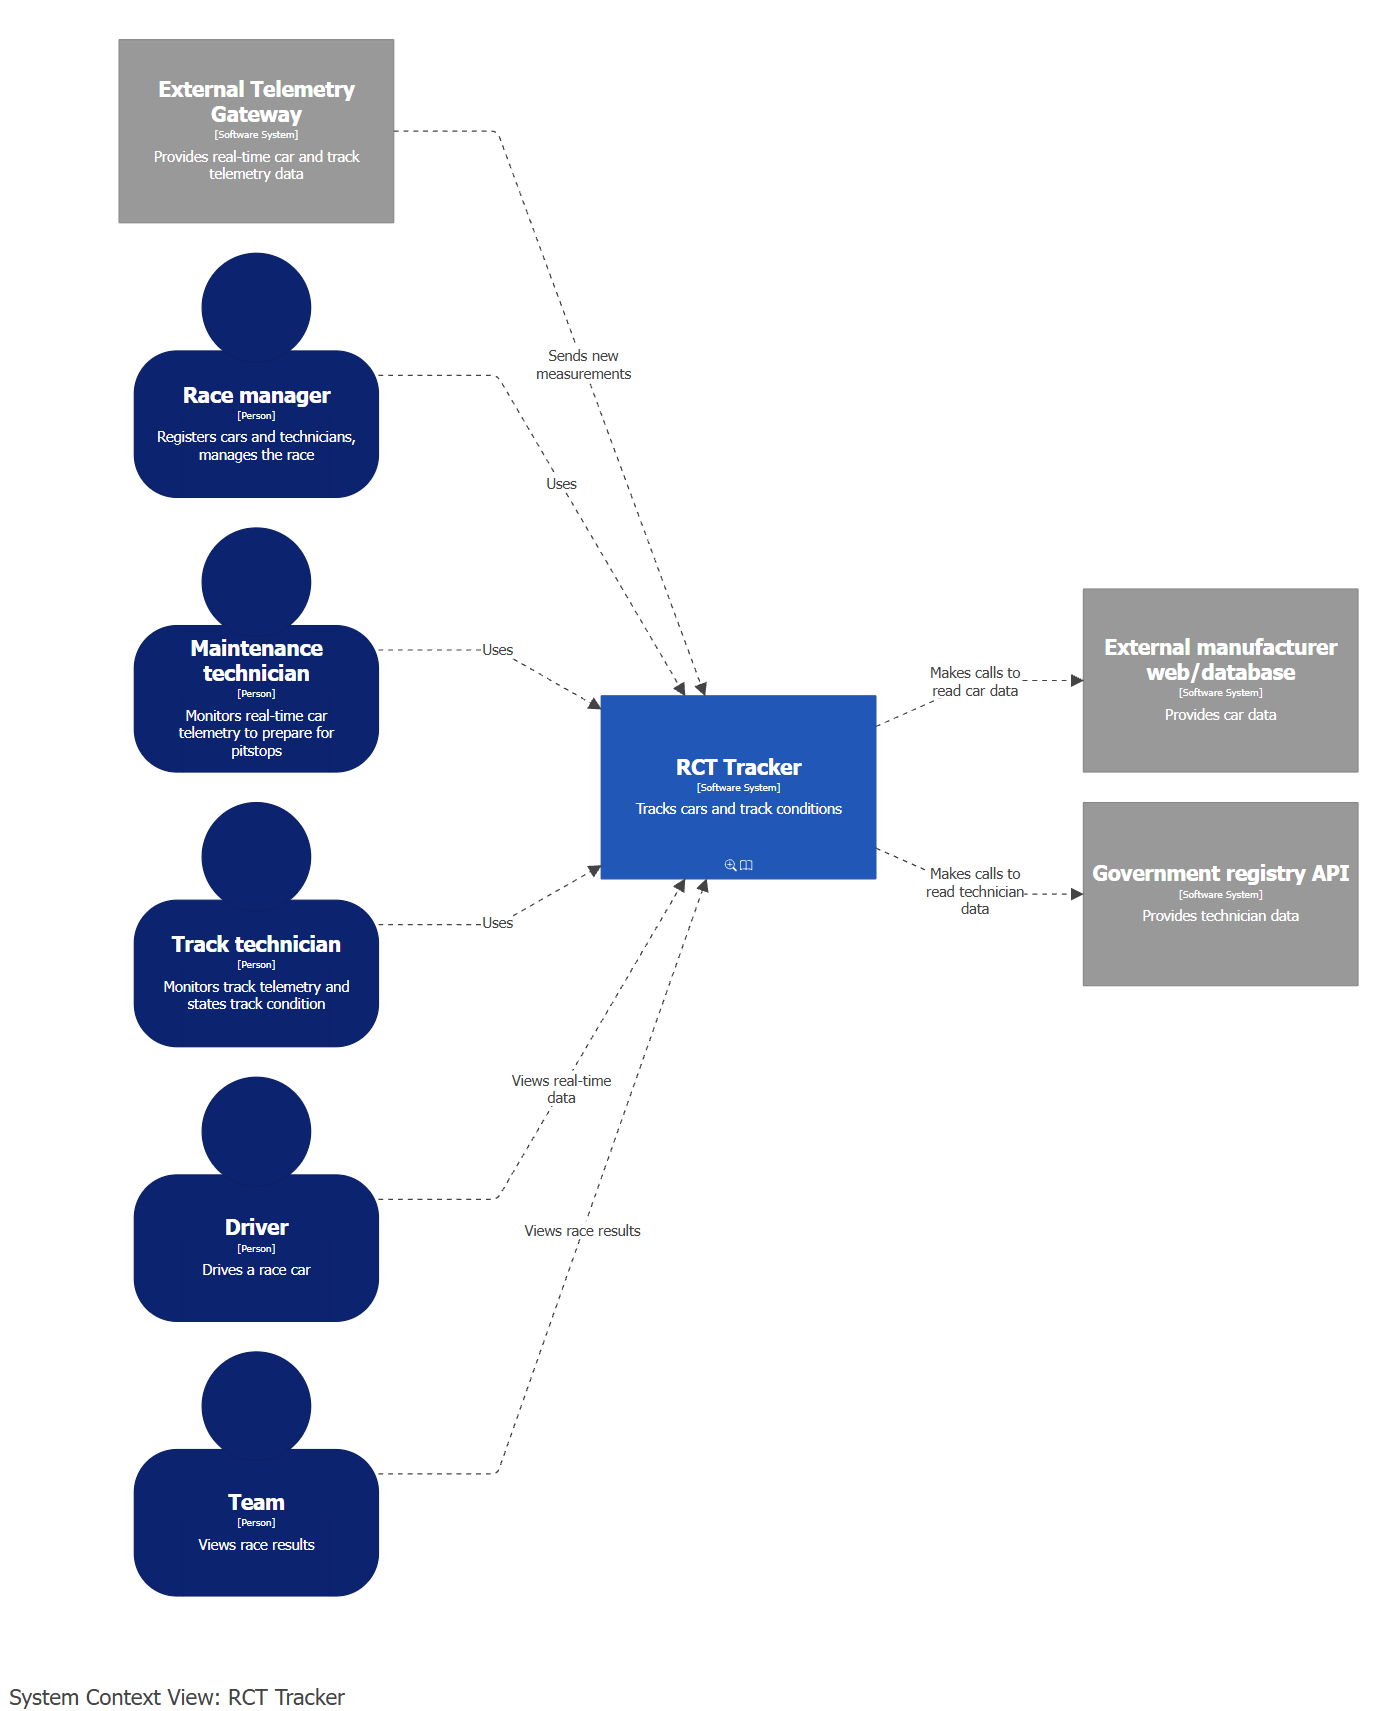 External Telemetry
Gateway
[Software System]
Provides real-time car and track
telemetry data
Race manager
[Person]
Registers cars and technicians,
manages the race
Maintenance
technician
[Person]
Monitors real-time car
telemetry to prepare for
pitstops
Track technician
[Person]
Monitors track telemetry and
states track condition
Driver
[Person]
Drives a race car
Team
[Person]
Views race results
Sends new
measurements
Uses
Uses
Uses
Views real-time
data
Views race results
RCT Tracker
[Software System]
Tracks cars and track conditions
Makes calls to
read car data
Makes calls to
read technician
data
External manufacturer
web/database
[Software System]
Provides car data
Government registry API
[Software System]
Provides technician data
System Context View: RCT Tracker